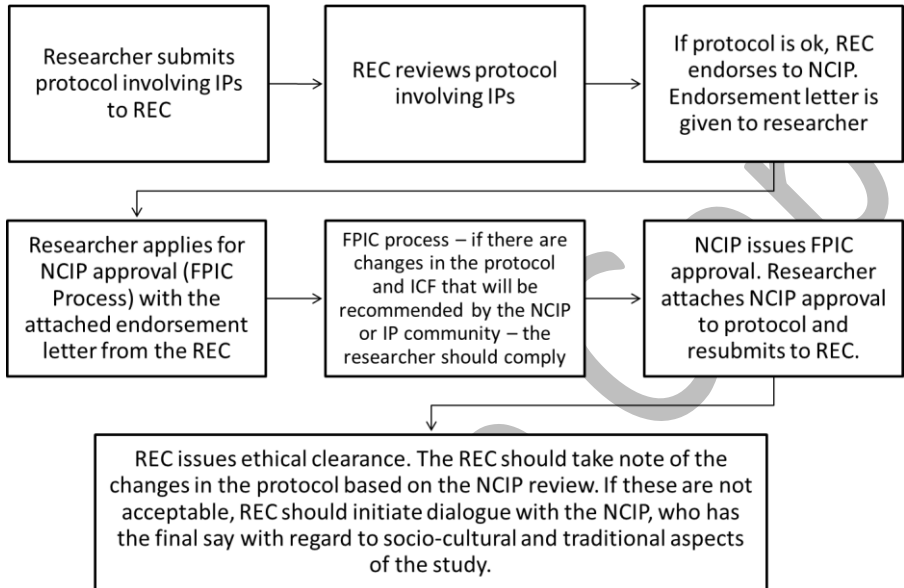 Researcher submits
protocol involving IPs
to REC
REC reviews protocol
involving IPs
If protocol is ok, REC
endorses to NCIP.
Endorsement letter is
given to researcher
Researcher applies for
NCIP approval (FPIC
Process) with the
attached endorsement
letter from the REC
FPIC process – if there are
changes in the protocol
and ICF that will be
recommended by the NCIP
or IP community – the
researcher should comply
NCIP issues FPIC
approval. Researcher
attaches NCIP approval
to protocol and
resubmits to REC.
REC issues ethical clearance. The REC should take note of the
changes in the protocol based on the NCIP review. If these are not
acceptable, REC should initiate dialogue with the NCIP, who has
the final say with regard to socio-cultural and traditional aspects
of the study.